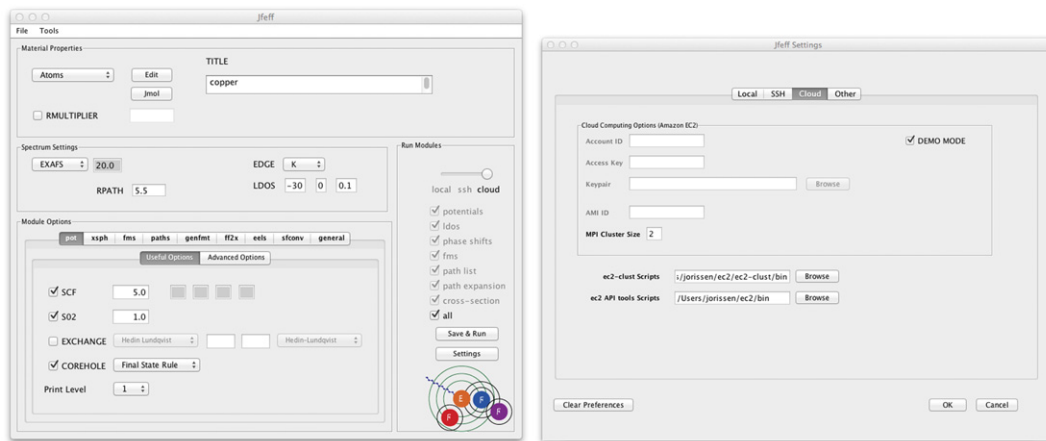 Jfeff
File Tools
Material Properties
Atoms Edit
Jmol
TITLE
copper
RMULTIPLIER
Spectrum Settings
EXAFS 20.0
EDGE K
RPATH 5.5
LDOS -30 0 0.1
Run Modules
local ssh cloud
potentials
ldos
phase shifts
fms
path list
path expansion
cross-section
all
Save & Run
Settings
E F
F F
Module Options
pot xsph fms paths genfmt ff2x eels sfconv general
Useful Options Advanced Options
SCF 5.0
S02 1.0
EXCHANGE Hedin Lundqvist Hedin-Lundqvist
COREHOLE Final State Rule
Print Level 1
Jfeff Settings
Local SSH Cloud Other
Cloud Computing Options (Amazon EC2)
Account ID
DEMO MODE
Access Key
Keypair Browse
AMI ID
MPI Cluster Size 2
ec2-clust Scripts /jorissen/ec2/ec2-clust/bin Browse
ec2 API tools Scripts /Users/jorissen/ec2/bin Browse
Clear Preferences OK Cancel